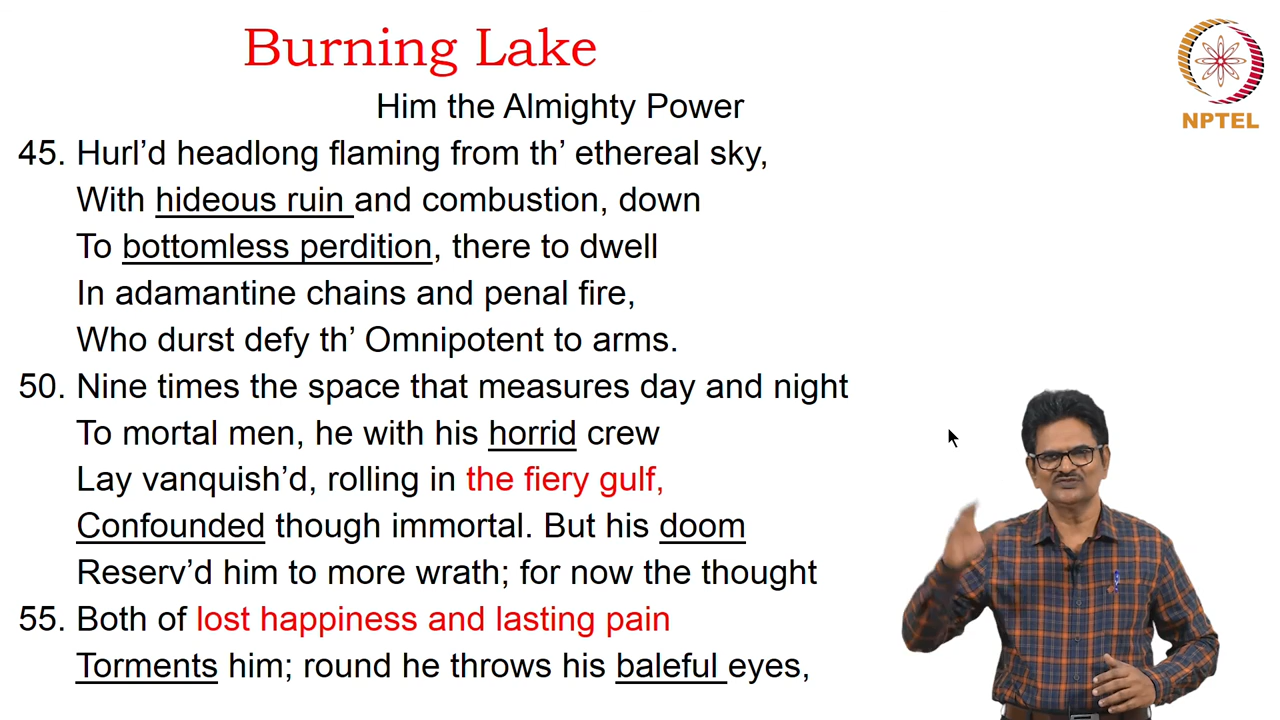 Burning Lake
NPTEL
Him the Almighty Power
45. Hurl’d headlong flaming from th’ ethereal sky,
With hideous ruin and combustion, down
To bottomless perdition, there to dwell
In adamantine chains and penal fire,
Who durst defy th’ Omnipotent to arms.
50. Nine times the space that measures day and night
To mortal men, he with his horrid crew
Lay vanquish’d, rolling in the fiery gulf,
Confounded though immortal. But his doom
Reserv’d him to more wrath; for now the thought
55. Both of lost happiness and lasting pain
Torments him; round he throws his baleful eyes,